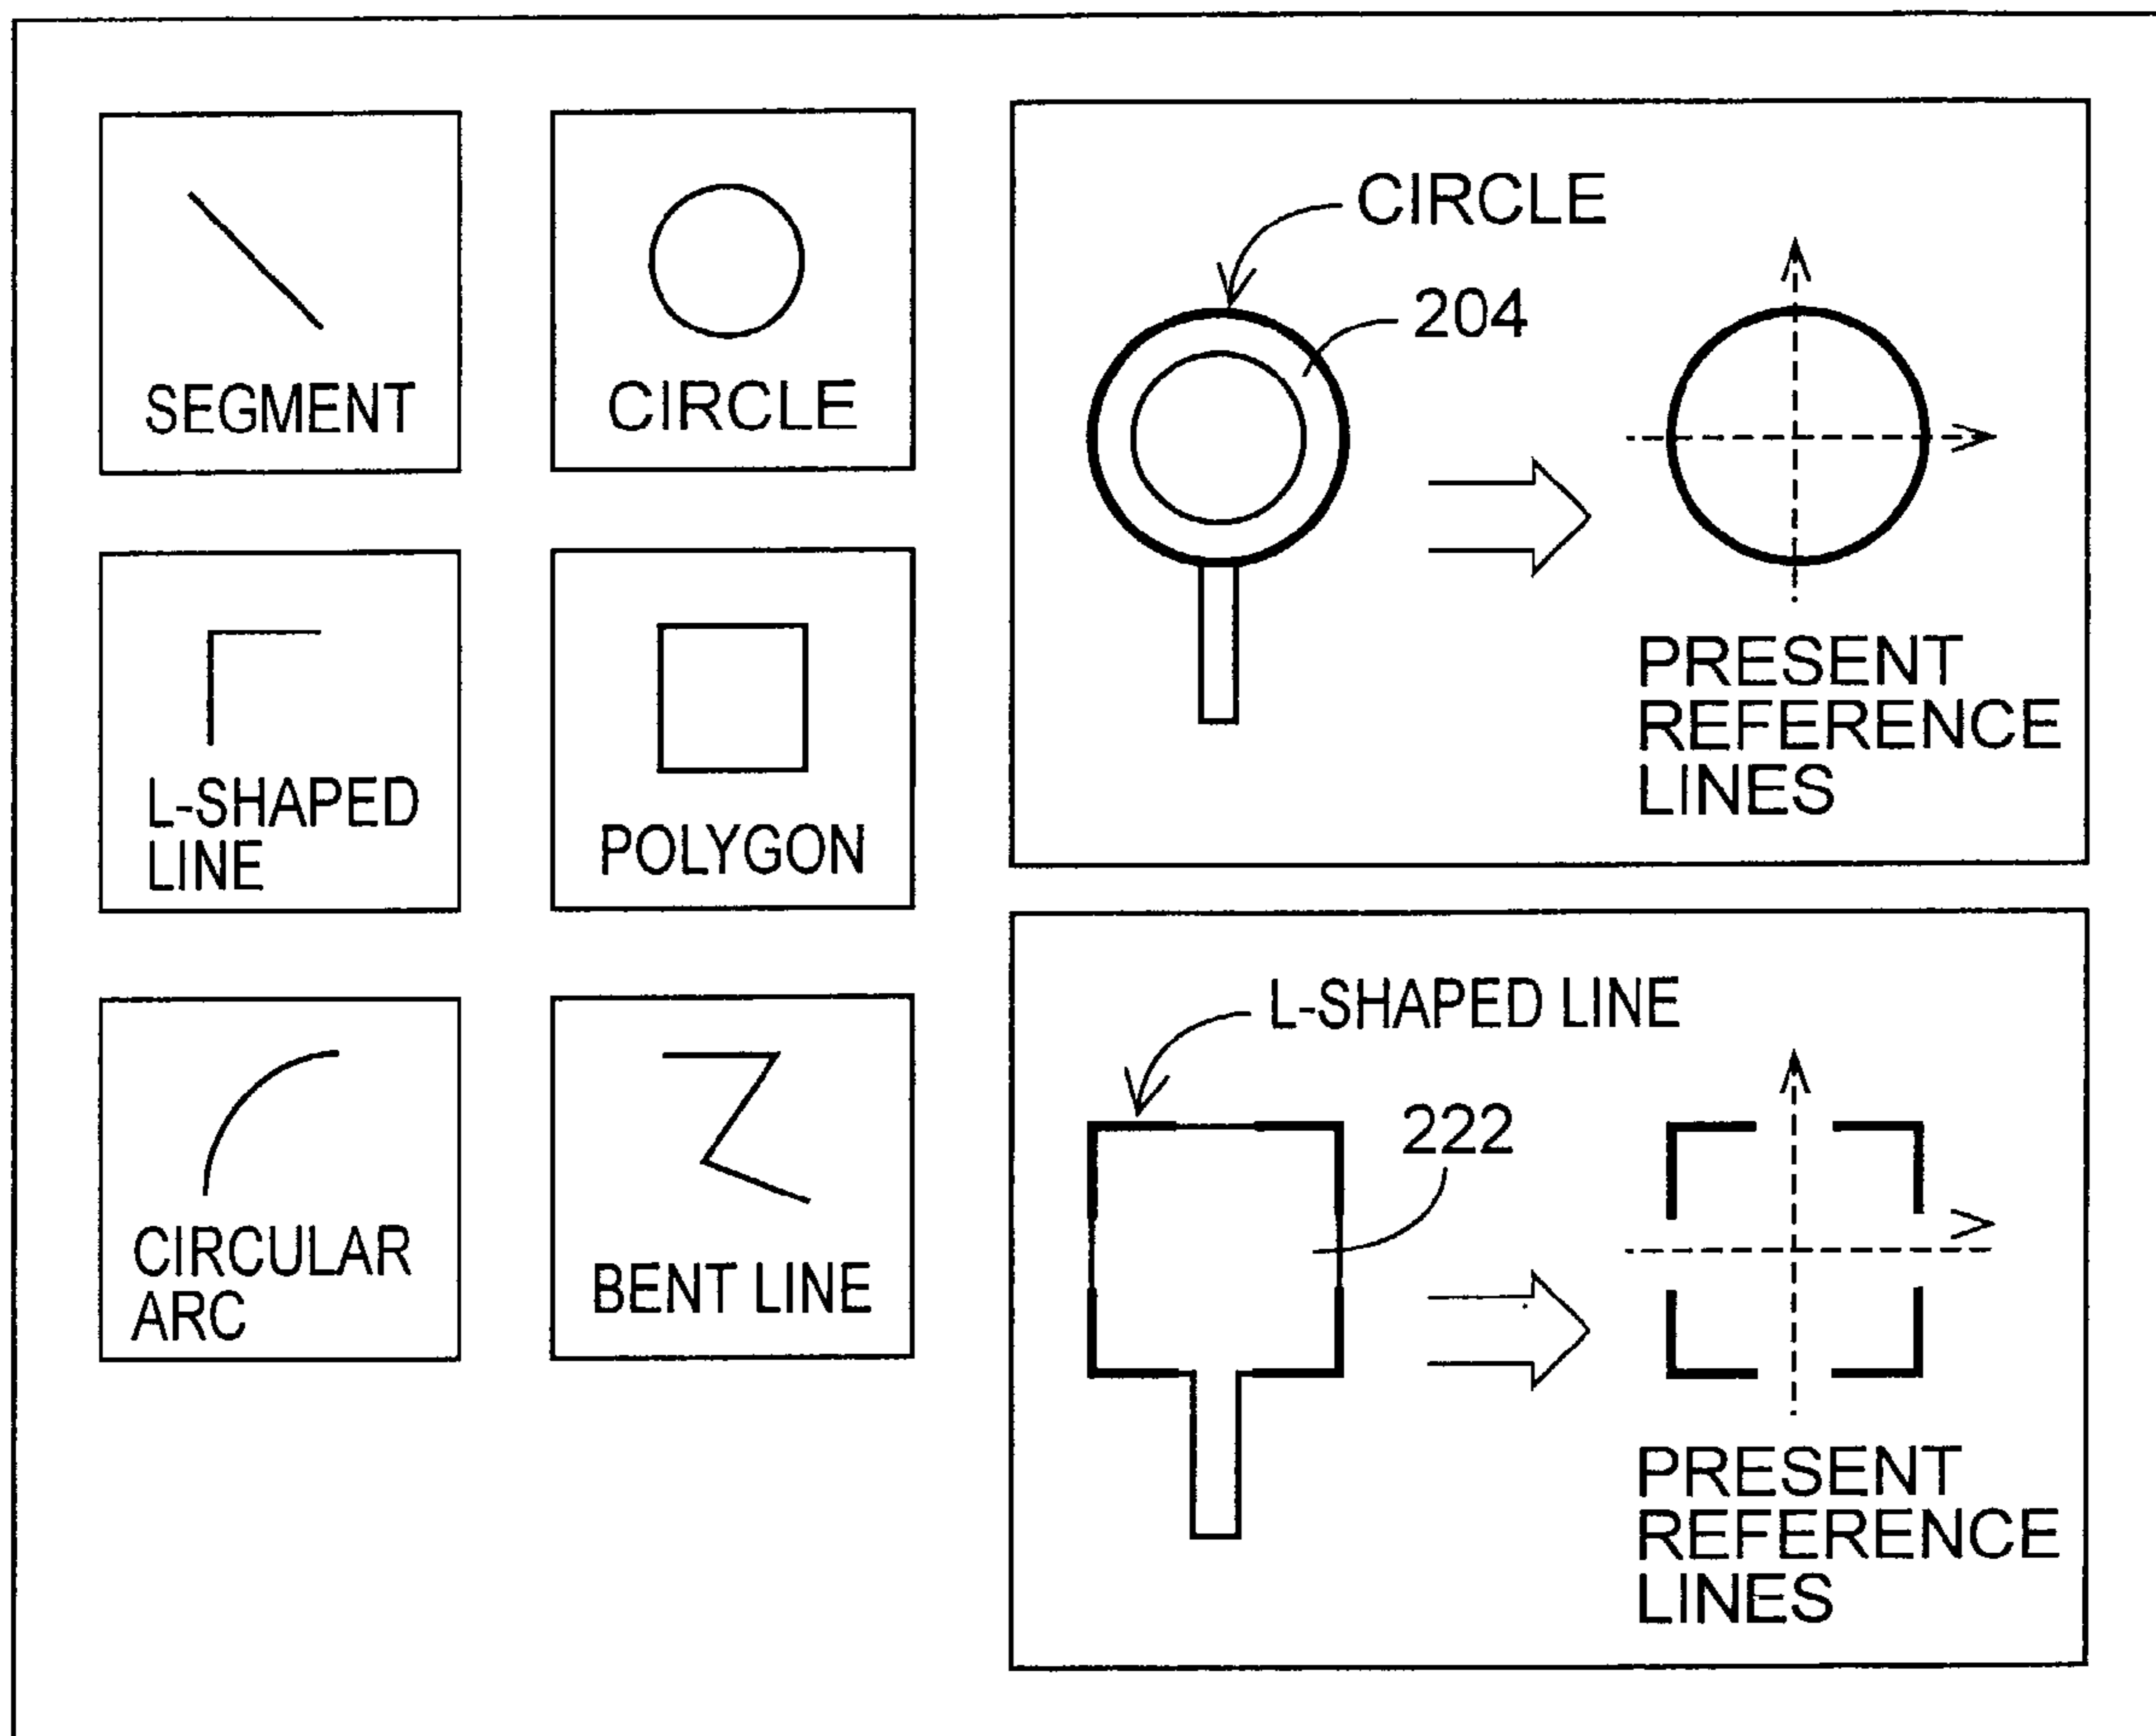 SEGMENT
CIRCLE
L-SHAPED
LINE
POLYGON
CIRCULAR
ARC
BENT LINE
CIRCLE
204
PRESENT
REFERENCE
LINES
L-SHAPED LINE
222
PRESENT
REFERENCE
LINES